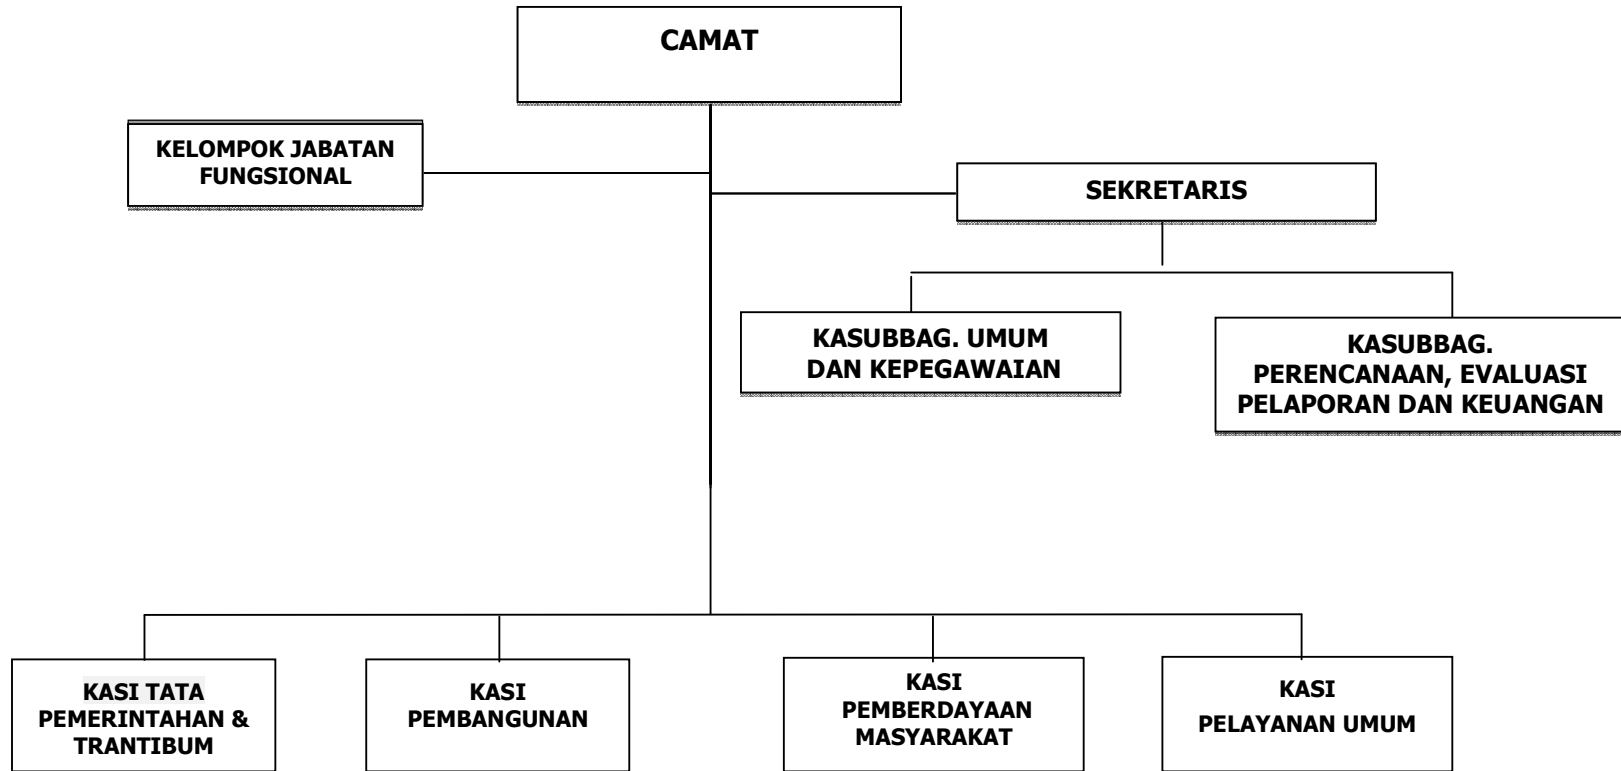 CAMAT
KELOMPOK JABATAN
FUNGSIONAL
SEKRETARIS
KASUBBAG. UMUM
DAN KEPEGAWAIAN
KASUBBAG.
PERENCANAAN, EVALUASI
PELAPORAN DAN KEUANGAN
KASI TATA
PEMERINTAHAN &
TRANTIBUM
KASI
PEMBANGUNAN
KASI
PEMBERDAYAAN
MASYARAKAT
KASI
PELAYANAN UMUM